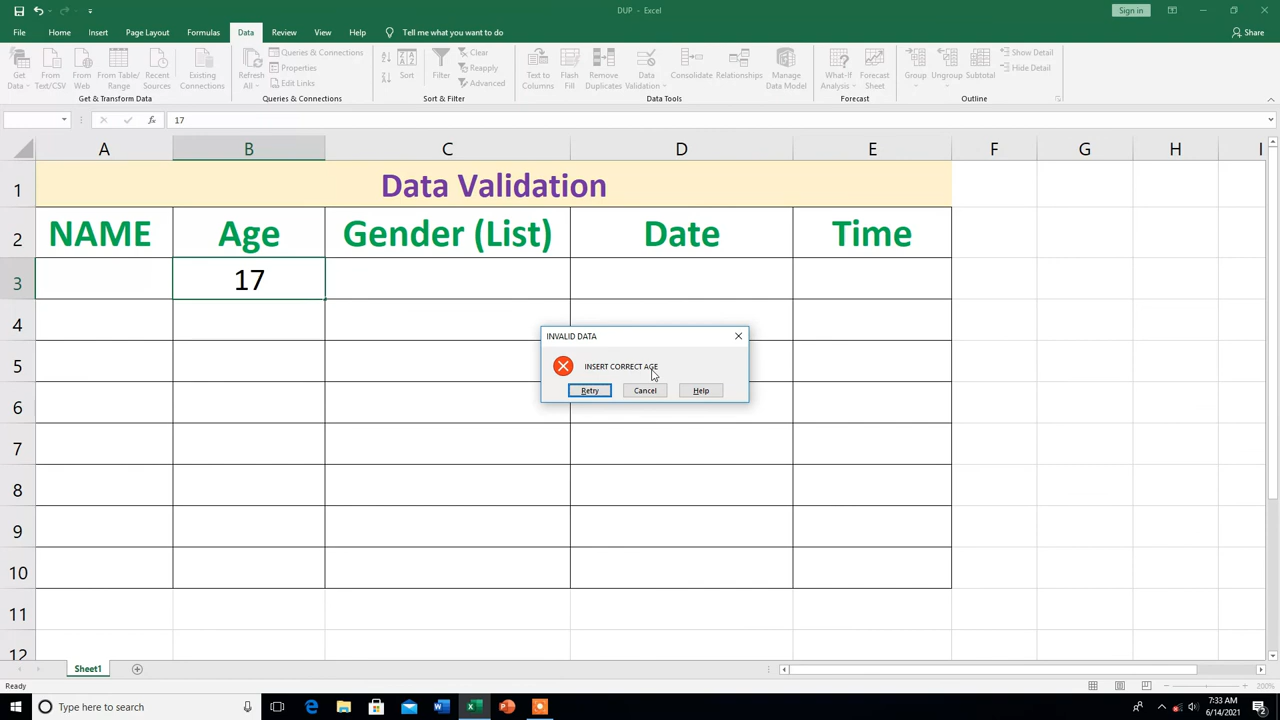 DUP - Excel
Sign in
File Home Insert Page Layout Formulas Data Review View Help Tell me what you want to do Share
Get Data
From Text/CSV
From Web
From Table/Range
Recent Sources
Existing Connections
Get & Transform Data
Refresh All
Queries & Connections
Properties
Edit Links
Queries & Connections
Sort
Filter
Clear
Reapply
Advanced
Sort & Filter
Text to Columns
Flash Fill
Remove Duplicates
Data Validation
Consolidate
Relationships
Manage Data Model
Data Tools
What-If Analysis
Forecast Sheet
Forecast
Group
Ungroup
Subtotal
Show Detail
Hide Detail
Outline
fx 17
A B C D E F G H I
1 Data Validation
2 NAME Age Gender (List) Date Time
3 17
4
INVALID DATA
5
INSERT CORRECT AGE
Retry Cancel Help
6
7
8
9
10
11
12
Sheet1
Ready 200%
Type here to search
7:33 AM
6/14/2021
2